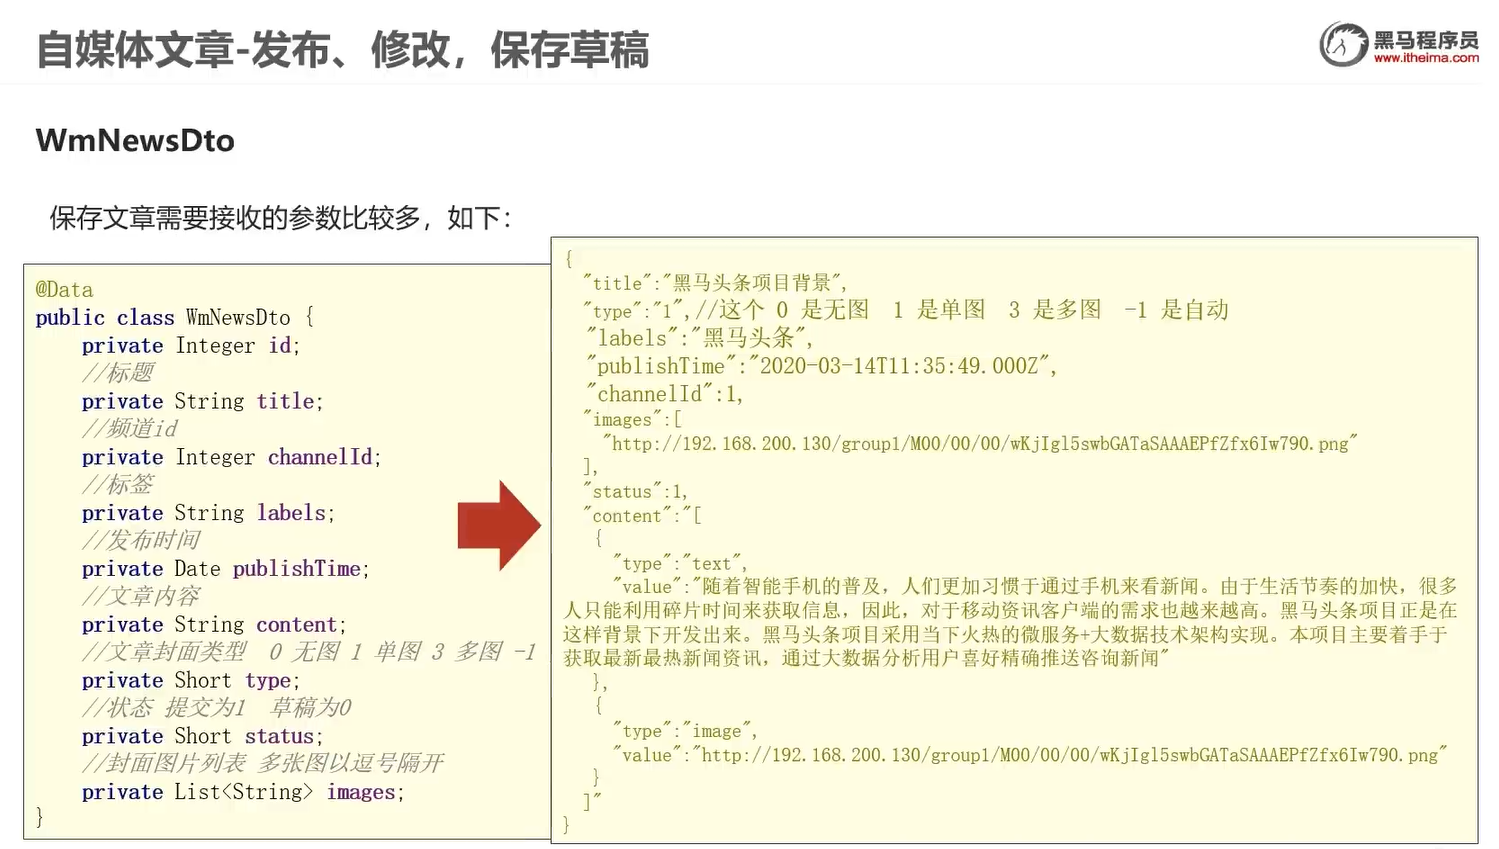 自媒体文章-发布、修改，保存草稿
黑马程序员
www.itheima.com
WmNewsDto
保存文章需要接收的参数比较多，如下：
@Data
public class WmNewsDto {
private Integer id;
//标题
private String title;
//频道id
private Integer channelId;
//标签
private String labels;
//发布时间
private Date publishTime;
//文章内容
private String content;
//文章封面类型  0 无图 1 单图 3 多图 -1
private Short type;
//状态 提交为1  草稿为0
private Short status;
//封面图片列表 多张图以逗号隔开
private List<String> images;
}
{
"title":"黑马头条项目背景",
"type":"1",//这个 0 是无图  1 是单图  3 是多图  -1 是自动
"labels":"黑马头条",
"publishTime":"2020-03-14T11:35:49.000Z",
"channelId":1,
"images":[
"http://192.168.200.130/group1/M00/00/00/wKjIgl5swbGATaSAAAEPfZfx6Iw790.png"
],
"status":1,
"content":"[
{
"type":"text",
"value":"随着智能手机的普及，人们更加习惯于通过手机来看新闻。由于生活节奏的加快，很多
人只能利用碎片时间来获取信息，因此，对于移动资讯客户端的需求也越来越高。黑马头条项目正是在
这样背景下开发出来。黑马头条项目采用当下火热的微服务+大数据技术架构实现。本项目主要着手于
获取最新最热新闻资讯，通过大数据分析用户喜好精确推送咨询新闻"
},
{
"type":"image",
"value":"http://192.168.200.130/group1/M00/00/00/wKjIgl5swbGATaSAAAEPfZfx6Iw790.png"
}
]"
}